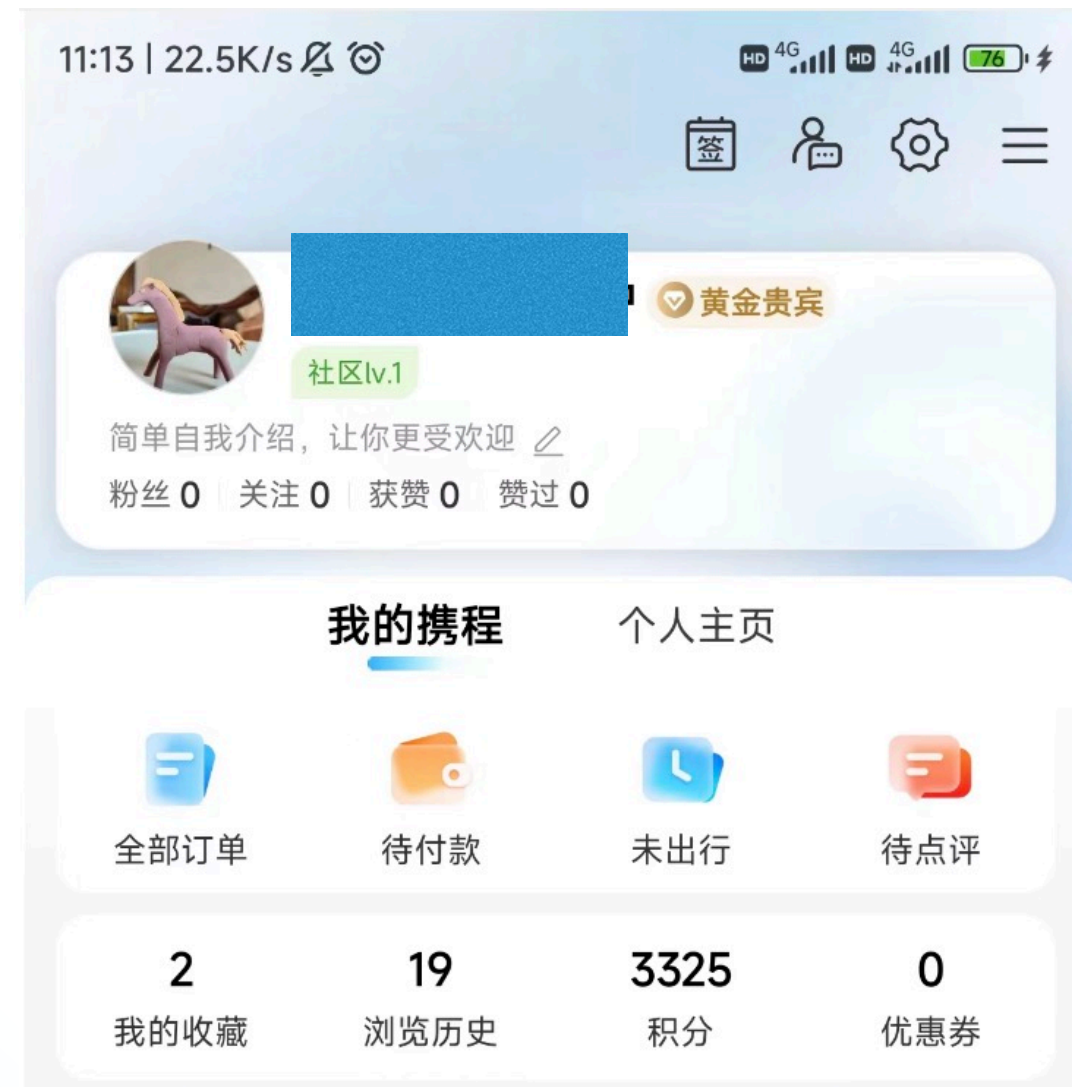 11:13 | 22.5K/s HD 4G HD 4G 76
签
黄金贵宾
社区lv.1
简单自我介绍，让你更受欢迎
粉丝 0 关注 0 获赞 0 赞过 0
我的携程 个人主页
全部订单 待付款 未出行 待点评
2 19 3325 0
我的收藏 浏览历史 积分 优惠券